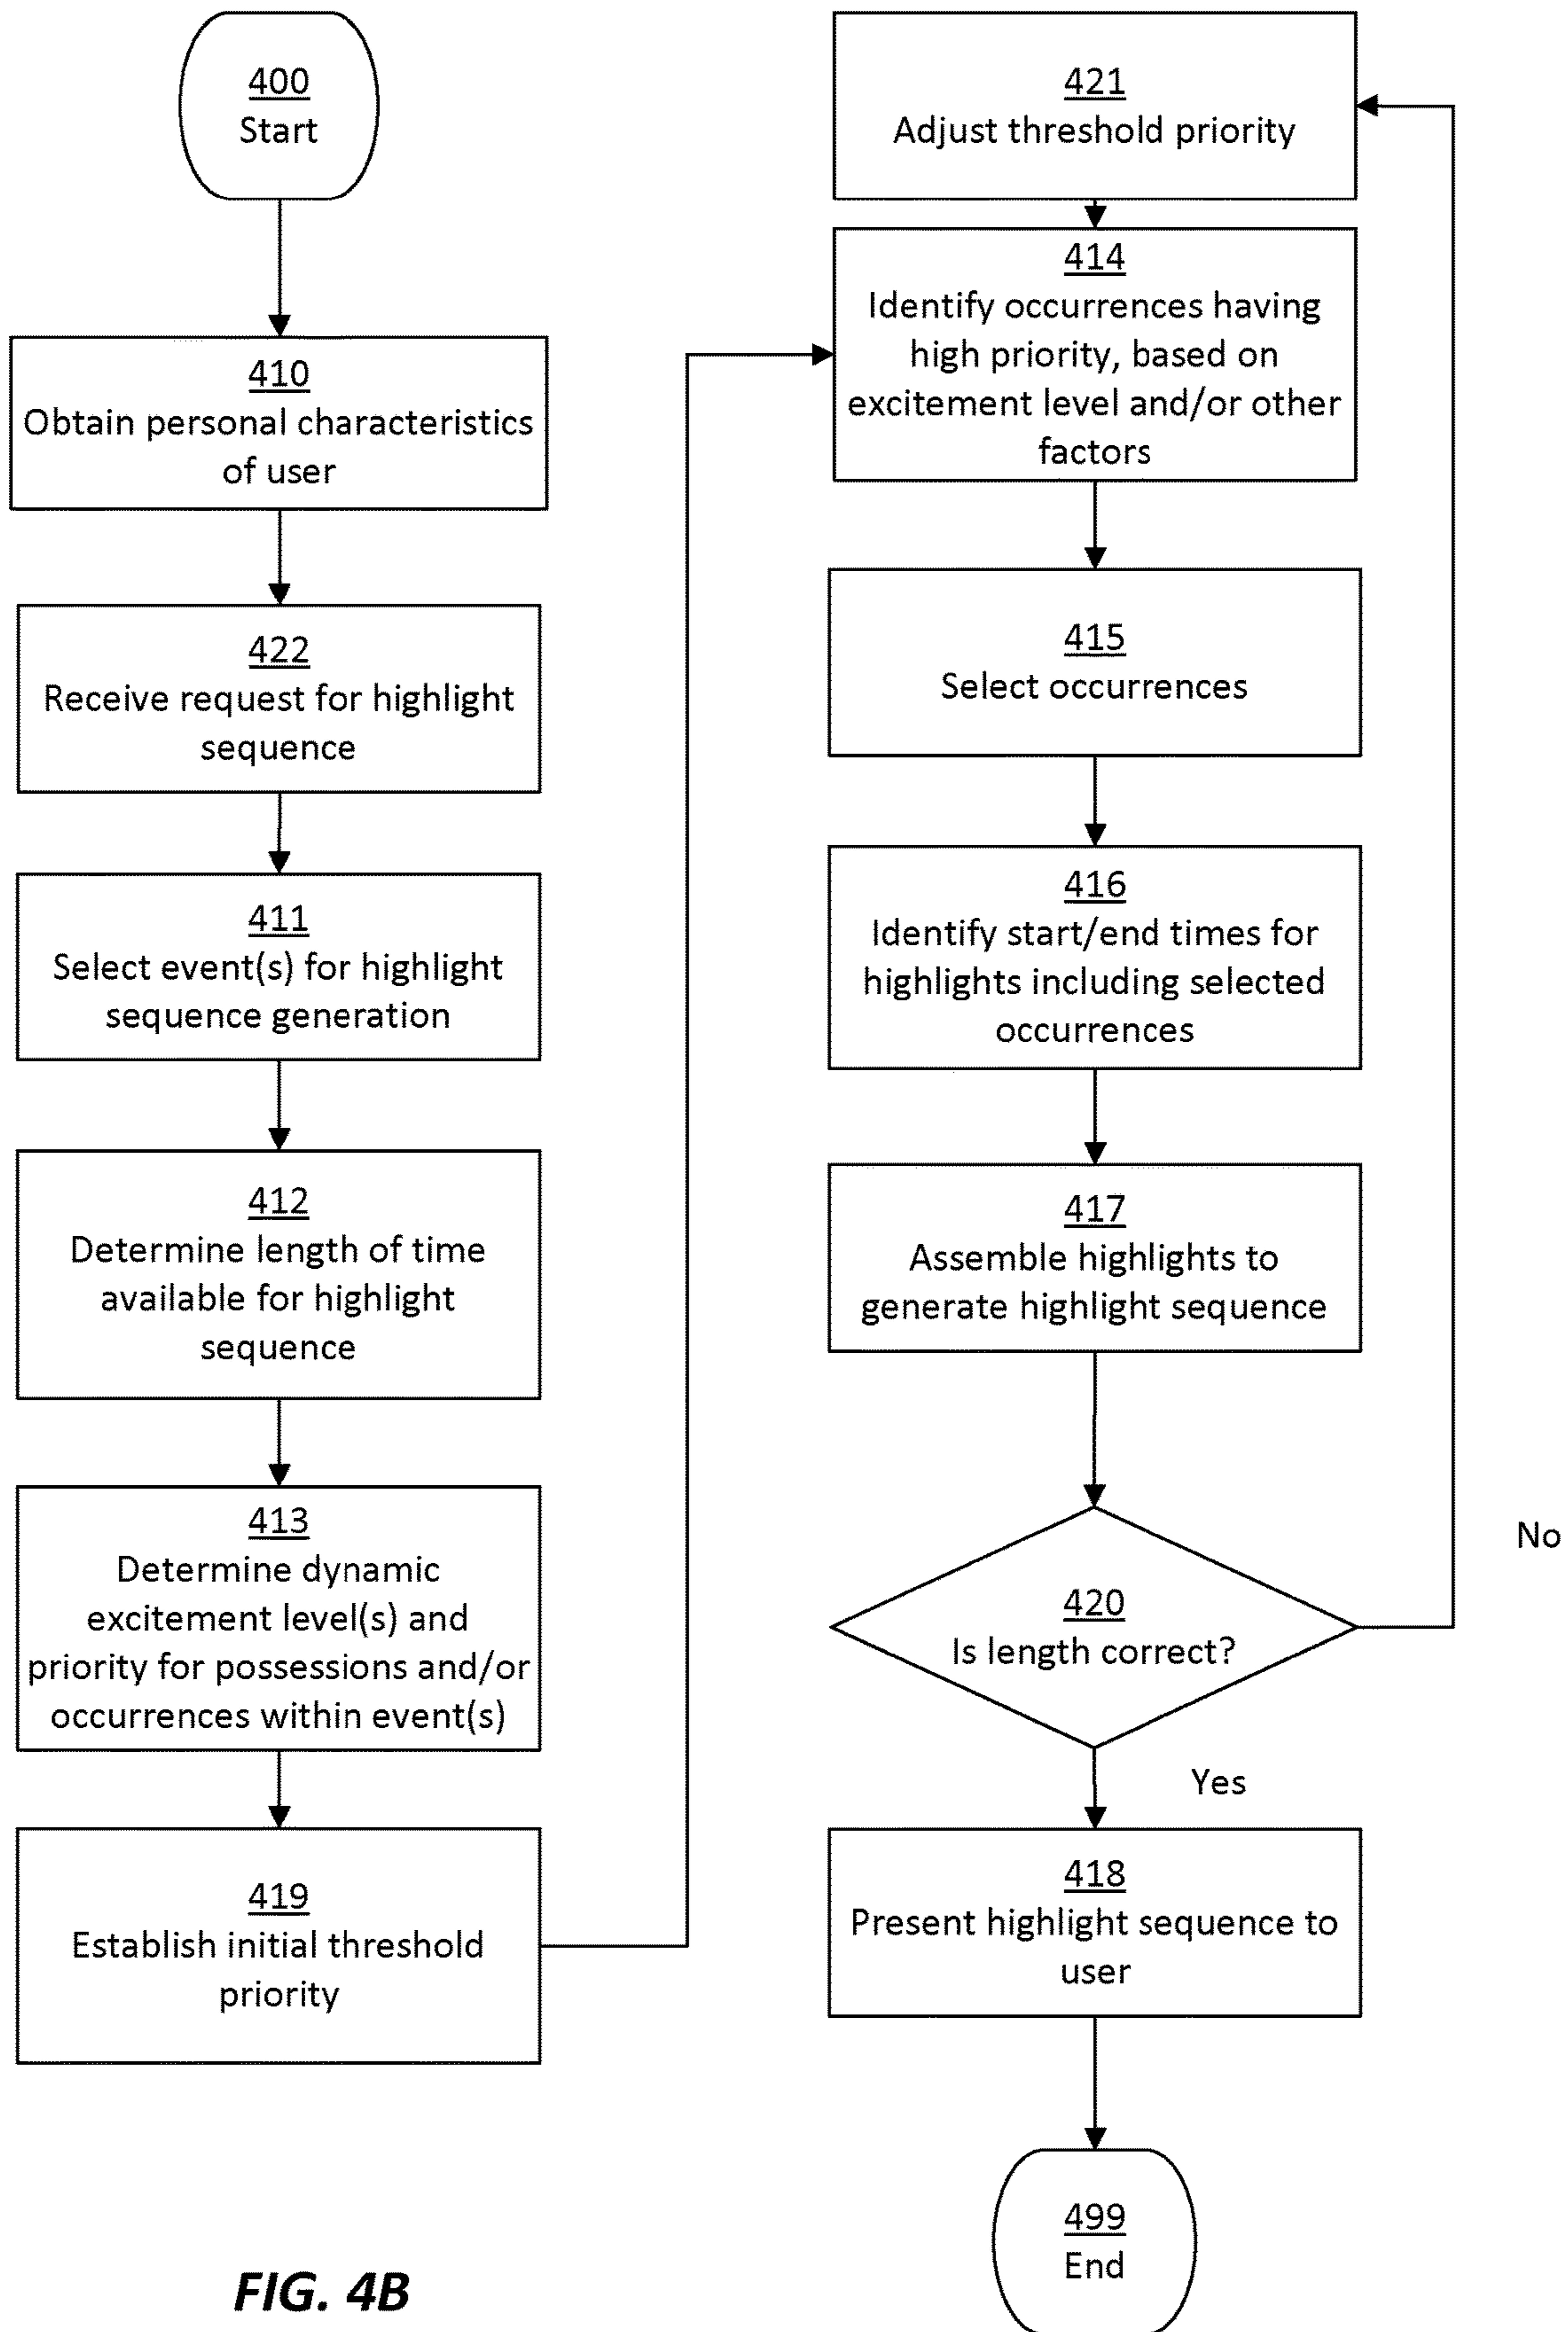 400
Start
410
Obtain personal characteristics
of user
422
Receive request for highlight
sequence
411
Select event(s) for highlight
sequence generation
412
Determine length of time
available for highlight
sequence
413
Determine dynamic
excitement level(s) and
priority for possessions and/or
occurrences within event(s)
419
Establish initial threshold
priority
421
Adjust threshold priority
414
Identify occurrences having
high priority, based on
excitement level and/or other
factors
415
Select occurrences
416
Identify start/end times for
highlights including selected
occurrences
417
Assemble highlights to
generate highlight sequence
420
Is length correct?
No
Yes
418
Present highlight sequence to
user
499
End
FIG. 4B